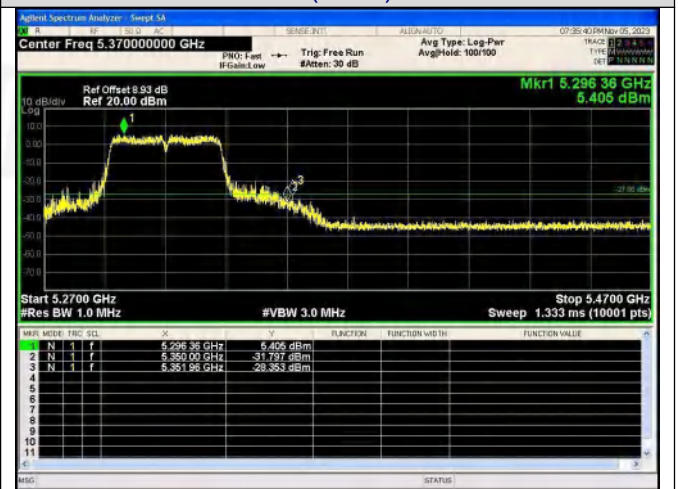 Agilent Spectrum Analyzer - Swept SA
R RF 50 Ω AC SENSE:INT ALIGN AUTO 07:35:40 PM Nov 05, 2023
Center Freq 5.370000000 GHz
PNO: Fast
IFGain:Low
Trig: Free Run
#Atten: 30 dB
Avg Type: Log-Pwr
Avg|Hold: 100/100
TRACE 1 2 3 4 5 6
TYPE
DET P N N N N N
Mkr1 5.296 36 GHz
5.405 dBm
Ref Offset 8.93 dB
Ref 20.00 dBm
10 dB/div
Log
10.0
0.00
-10.0
-20.0
-30.0
-40.0
-50.0
-60.0
-70.0
1
3
-27.00 dBm
Start 5.2700 GHz
Stop 5.4700 GHz
#Res BW 1.0 MHz
#VBW 3.0 MHz
Sweep 1.333 ms (10001 pts)
MKR MODE TRC SCL X Y FUNCTION FUNCTION WIDTH FUNCTION VALUE
1 N 1 f 5.296 36 GHz 5.405 dBm
2 N 1 f 5.350 00 GHz -31.797 dBm
3 N 1 f 5.351 96 GHz -28.353 dBm
4
5
6
7
8
9
10
11
MSG STATUS